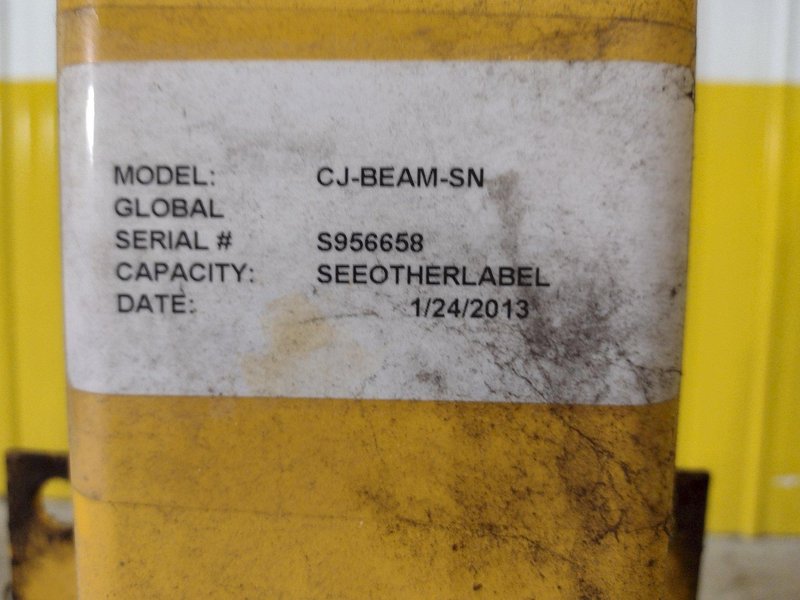 MODEL: CJ-BEAM-SN
GLOBAL
SERIAL # S956658
CAPACITY: SEEOTHERLABEL
DATE: 1/24/2013